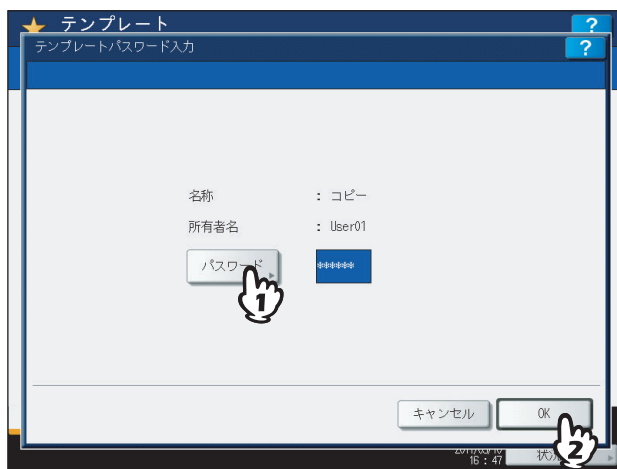 テンプレート
?
テンプレートパスワード入力
?
名称 : コピー
所有者名 : User01
パスワード ******
1
キャンセル OK
2
16 : 47